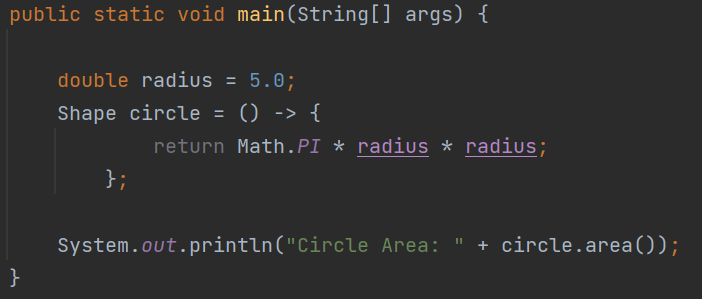 public static void main(String[] args) {
double radius = 5.0;
Shape circle = () -> {
return Math.PI * radius * radius;
};
System.out.println("Circle Area: " + circle.area());
}